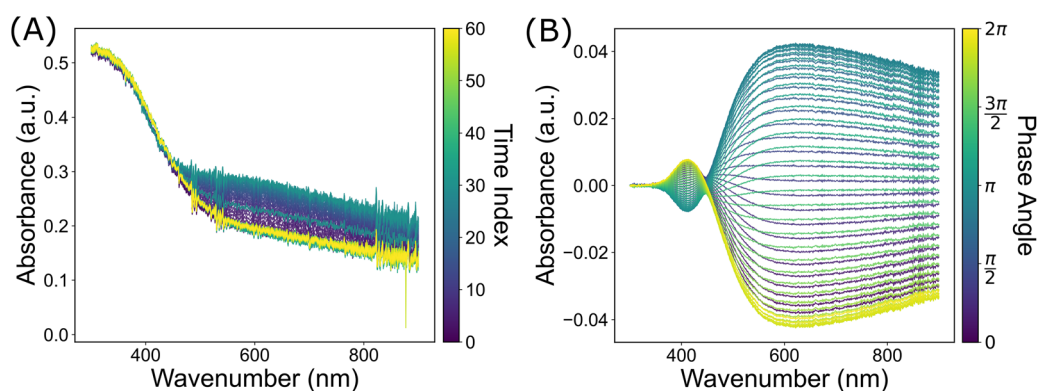 (A)
0.5
0.4
0.3
0.2
0.1
0.0
Absorbance (a.u.)
400
600
800
Wavenumber (nm)
60
50
40
30
20
10
0
Time Index
(B)
0.04
0.02
0.00
−0.02
−0.04
Absorbance (a.u.)
400
600
800
Wavenumber (nm)
2π
3π
2
π
π
2
0
Phase Angle